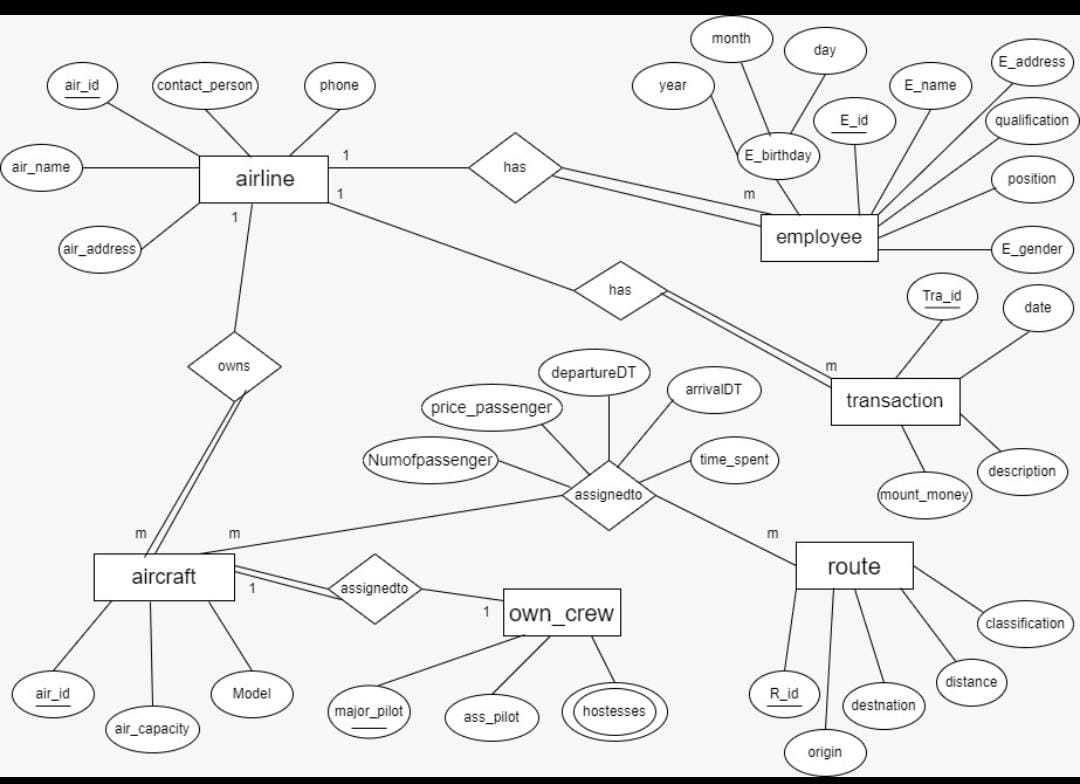 month
day
E_address
air_id
contact_person
phone
year
E_name
E_id
qualification
air_name
airline
1
has
E_birthday
position
1
m
1
employee
air_address
E_gender
has
Tra_id
date
owns
m
departureDT
arrivalDT
transaction
price_passenger
Numofpassenger
time_spent
description
assignedto
mount_money
m
m
m
aircraft
1
assignedto
route
1
own_crew
classification
air_id
Model
R_id
distance
major_pilot
ass_pilot
hostesses
destnation
air_capacity
origin